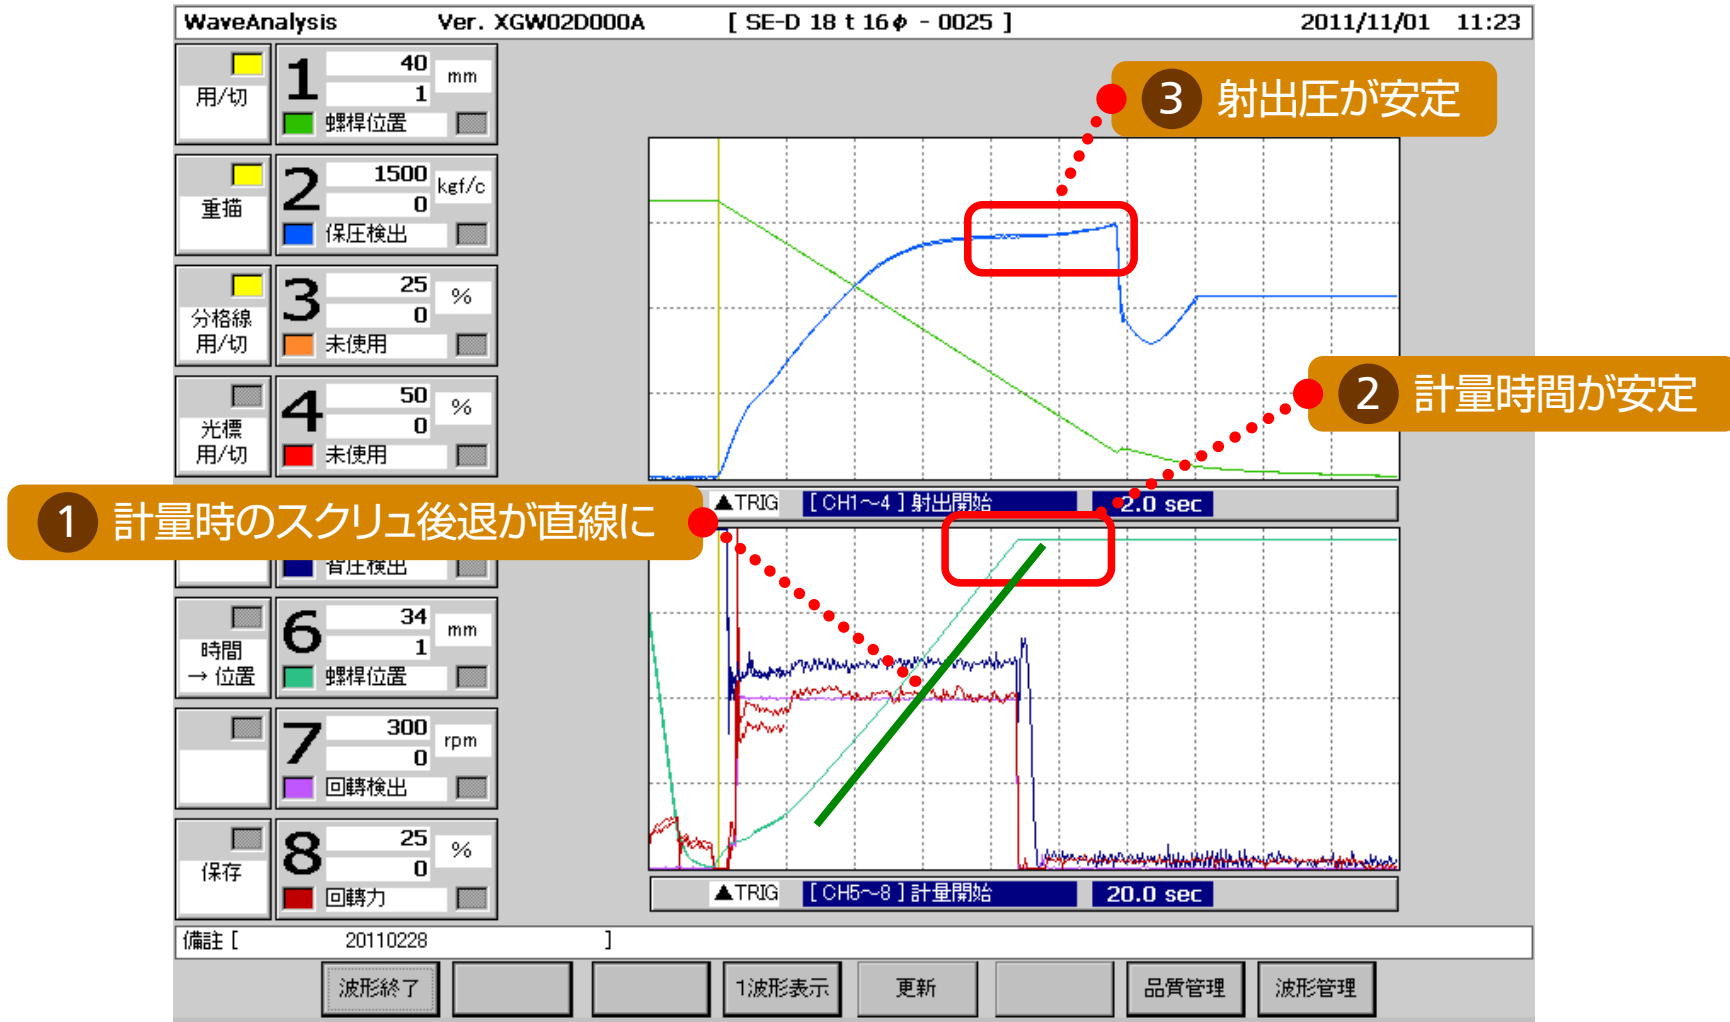 WaveAnalysis Ver. XGW02D000A [ SE-D 18 t 16φ - 0025 ] 2011/11/01 11:23
用/切
1
40
1
mm
螺桿位置
重描
2
1500
0
kgf/c
保圧検出
分格線
用/切
3
25
0
%
未使用
光標
用/切
4
50
0
%
未使用
背圧検出
時間
→ 位置
6
34
1
mm
螺桿位置
7
300
0
rpm
回轉検出
保存
8
25
0
%
回轉力
3 射出圧が安定
2 計量時間が安定
1 計量時のスクリュ後退が直線に
▲TRIG [ CH1~4 ] 射出開始 2.0 sec
▲TRIG [ CH5~8 ] 計量開始 20.0 sec
備註 [ 20110228 ]
波形終了 1波形表示 更新 品質管理 波形管理